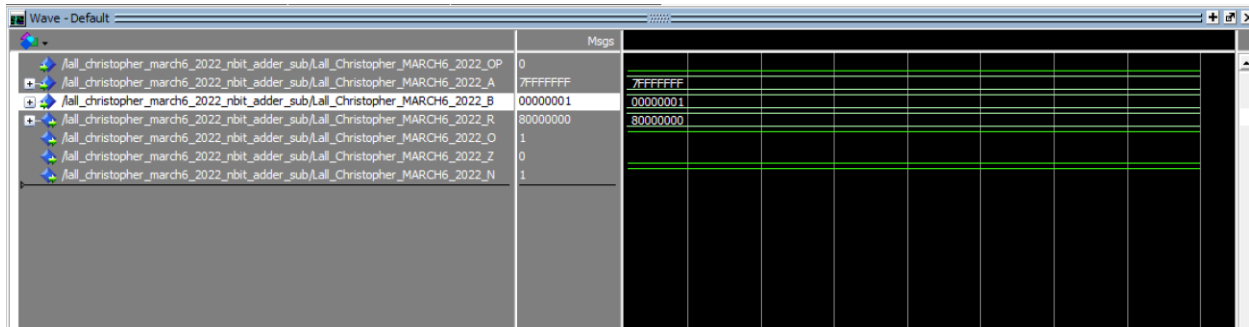 Wave - Default
Msgs
/lall_christopher_march6_2022_nbit_adder_sub/Lall_Christopher_MARCH6_2022_OP 0
/lall_christopher_march6_2022_nbit_adder_sub/Lall_Christopher_MARCH6_2022_A 7FFFFFFF 7FFFFFFF
/lall_christopher_march6_2022_nbit_adder_sub/Lall_Christopher_MARCH6_2022_B 00000001 00000001
/lall_christopher_march6_2022_nbit_adder_sub/Lall_Christopher_MARCH6_2022_R 80000000 80000000
/lall_christopher_march6_2022_nbit_adder_sub/Lall_Christopher_MARCH6_2022_O 1
/lall_christopher_march6_2022_nbit_adder_sub/Lall_Christopher_MARCH6_2022_Z 0
/lall_christopher_march6_2022_nbit_adder_sub/Lall_Christopher_MARCH6_2022_N 1